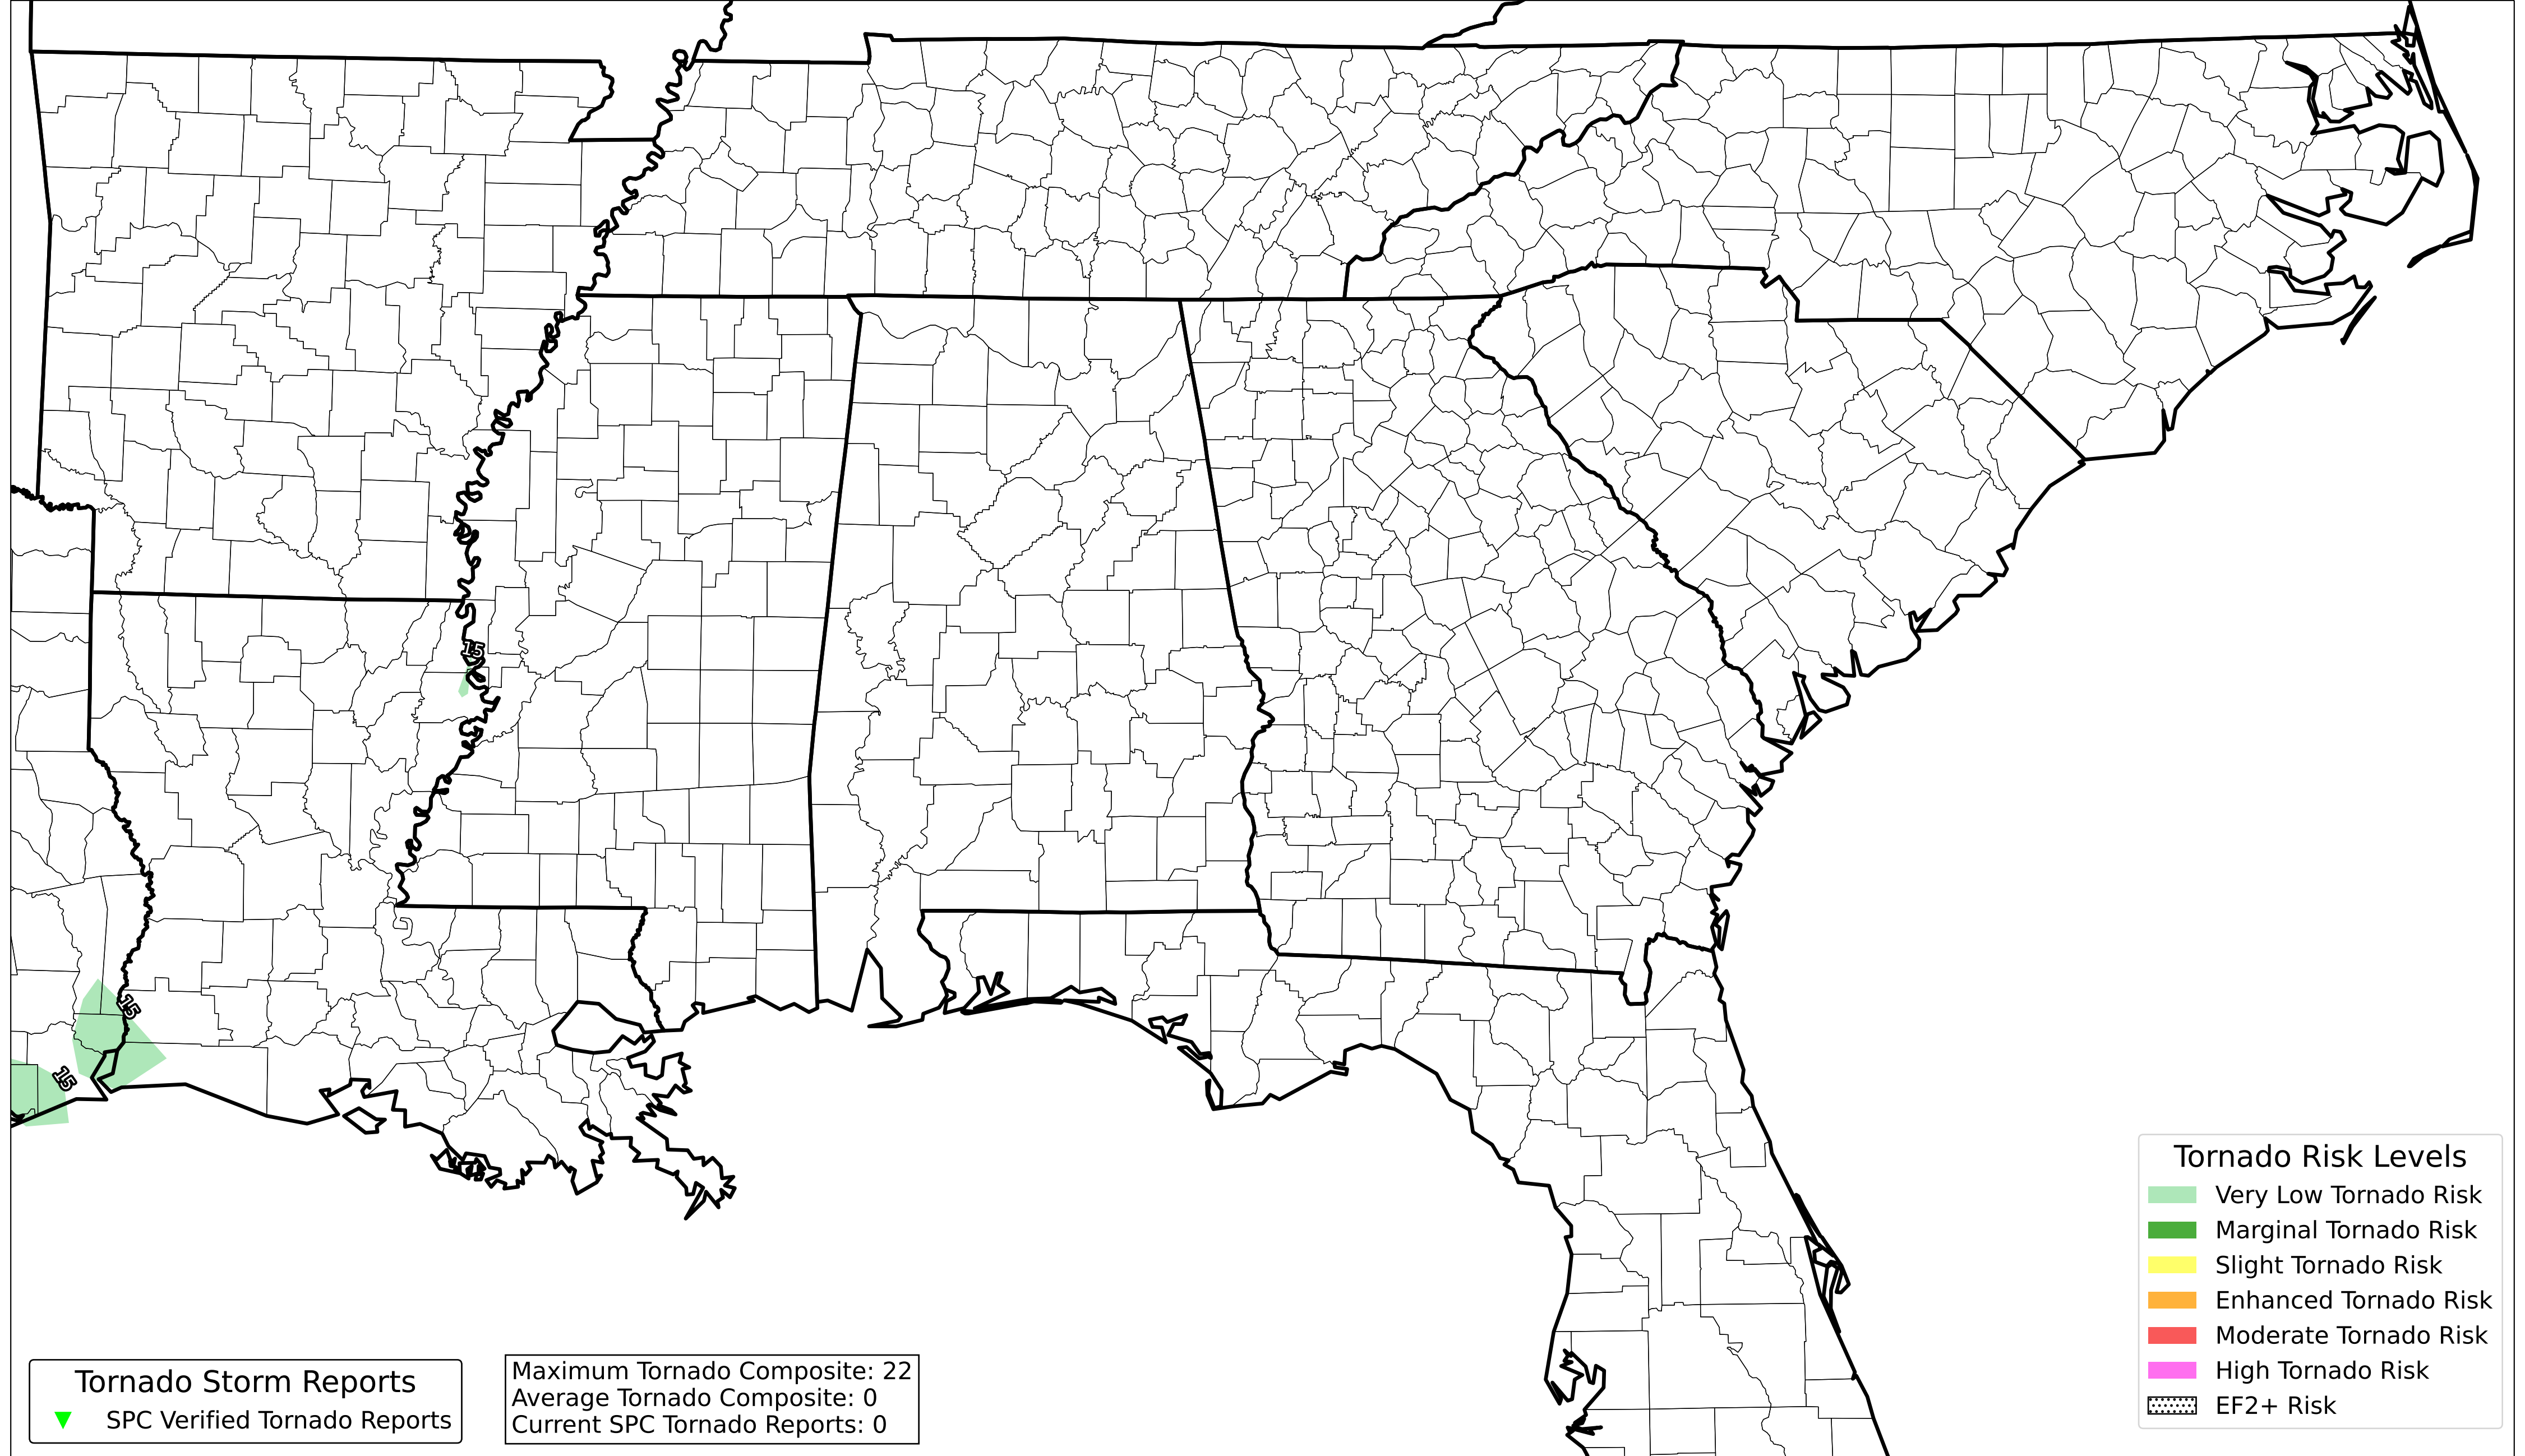 15
15
15
Tornado Storm Reports
SPC Verified Tornado Reports
Maximum Tornado Composite: 22
Average Tornado Composite: 0
Current SPC Tornado Reports: 0
Tornado Risk Levels
Very Low Tornado Risk
Marginal Tornado Risk
Slight Tornado Risk
Enhanced Tornado Risk
Moderate Tornado Risk
High Tornado Risk
EF2+ Risk